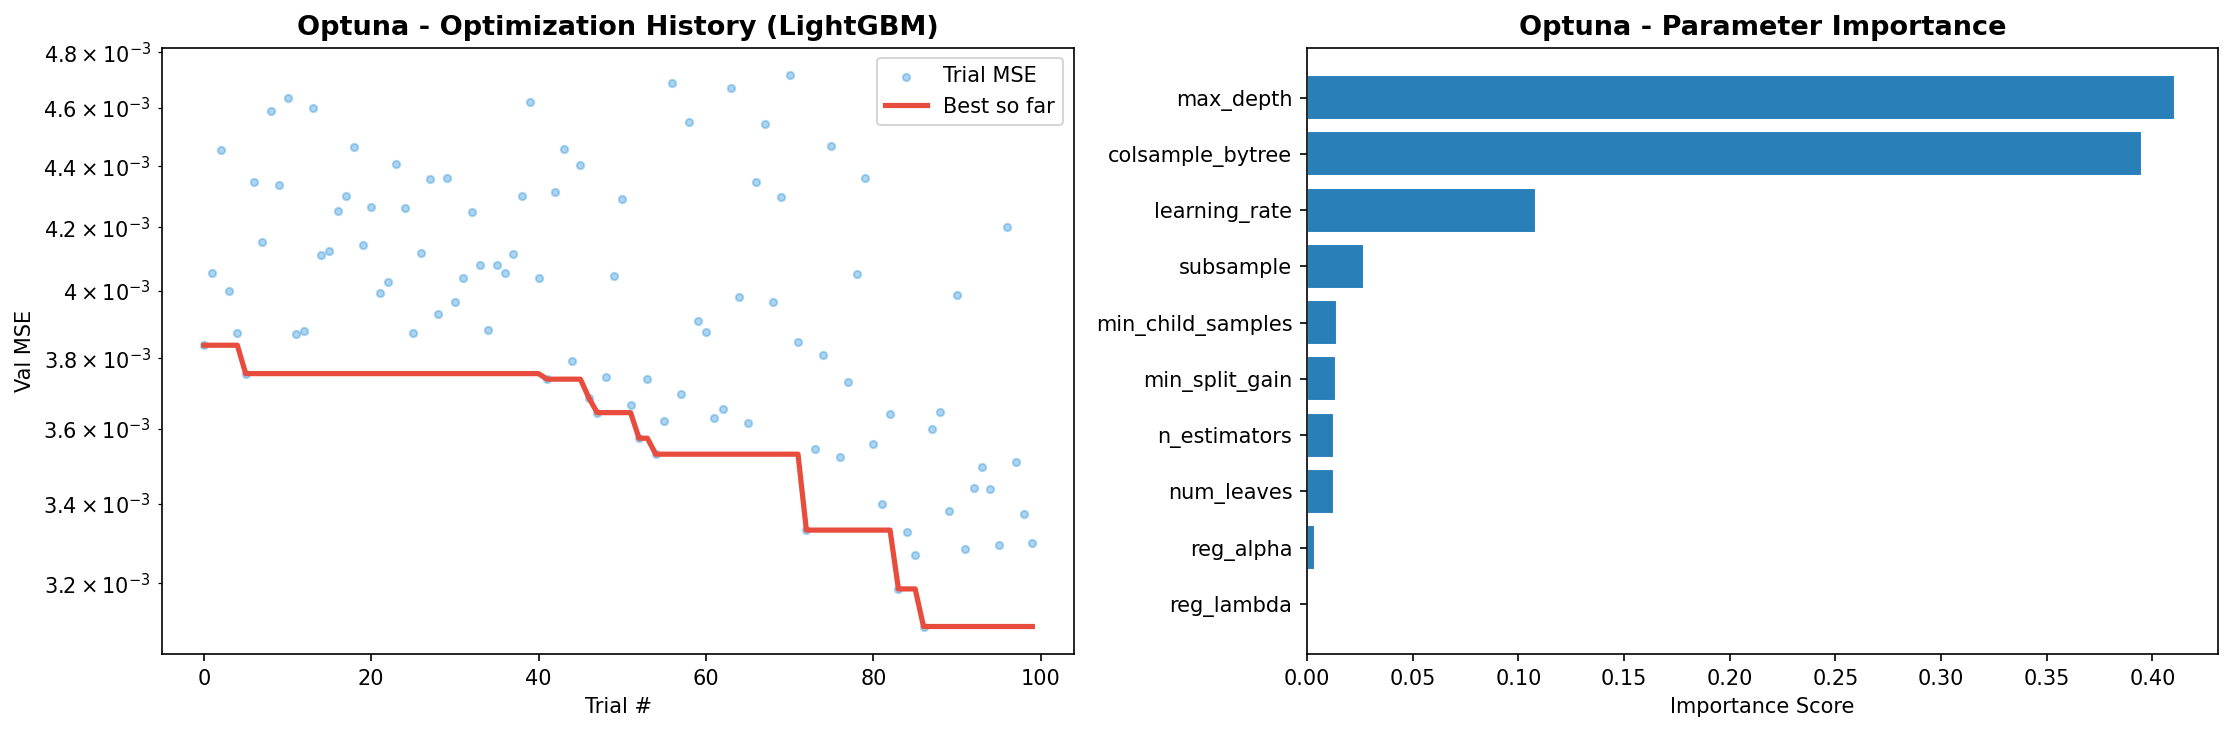 Optuna - Optimization History (LightGBM)
4.8 × 10⁻³
4.6 × 10⁻³
4.4 × 10⁻³
4.2 × 10⁻³
4 × 10⁻³
3.8 × 10⁻³
3.6 × 10⁻³
3.4 × 10⁻³
3.2 × 10⁻³
Val MSE
Trial MSE
Best so far
0 20 40 60 80 100
Trial #
Optuna - Parameter Importance
max_depth
colsample_bytree
learning_rate
subsample
min_child_samples
min_split_gain
n_estimators
num_leaves
reg_alpha
reg_lambda
0.00 0.05 0.10 0.15 0.20 0.25 0.30 0.35 0.40
Importance Score